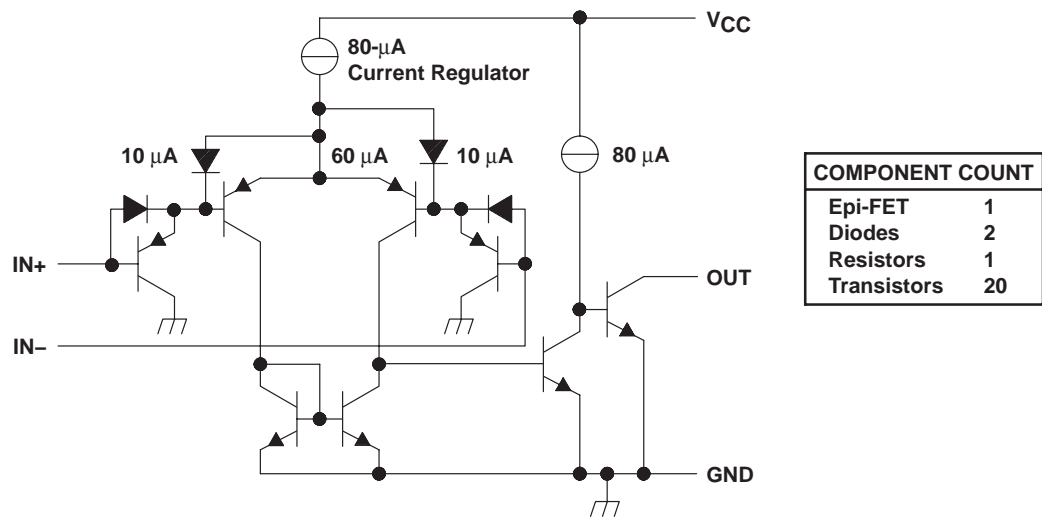 VCC
80-μA
Current Regulator
10 μA
60 μA
10 μA
80 μA
IN+
OUT
IN−
GND
COMPONENT COUNT
Epi-FET 1
Diodes 2
Resistors 1
Transistors 20